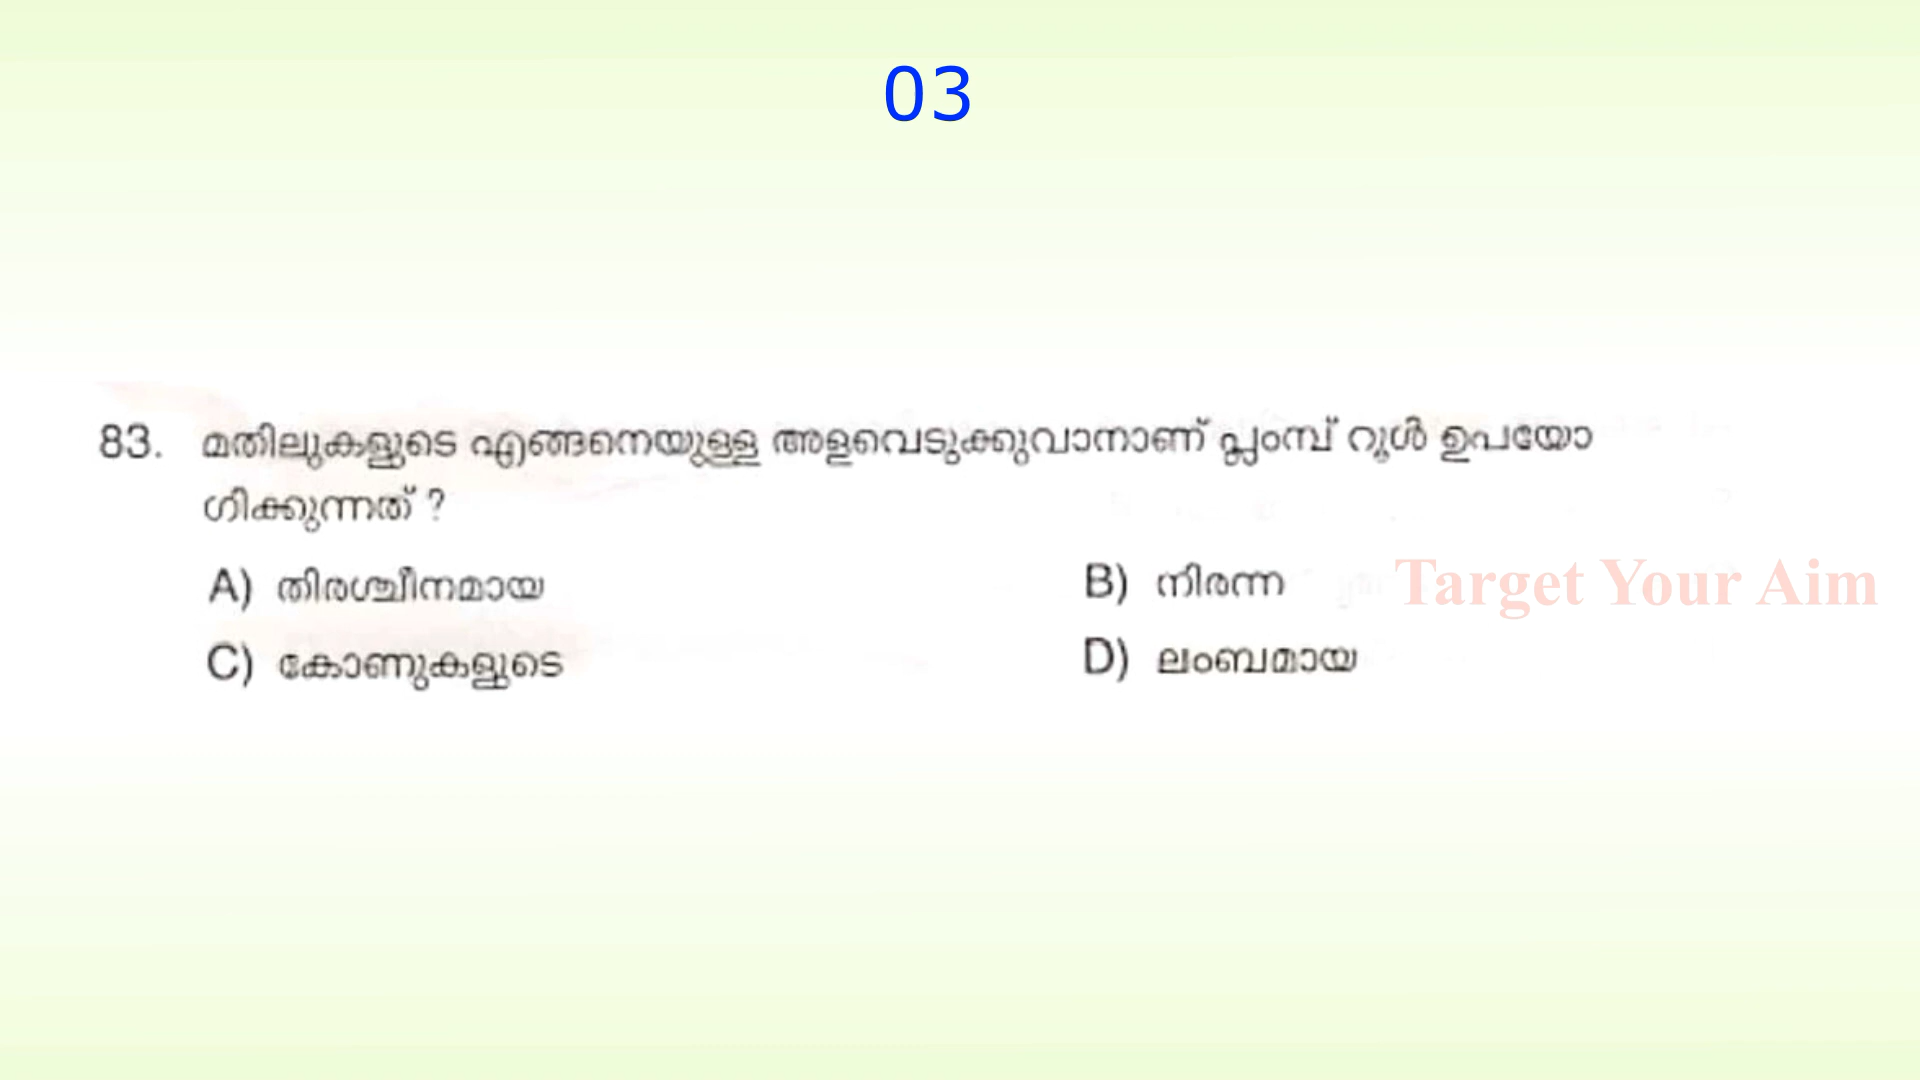 03
83. മതിലുകളുടെ എങ്ങനെയുള്ള അളവെടുക്കുവാനാണ് പ്ലംമ്പ് റൂൾ ഉപയോ
ഗിക്കുന്നത് ?
A) തിരശ്ചീനമായ B) നിരന്ന
Target Your Aim
C) കോണുകളുടെ D) ലംബമായ